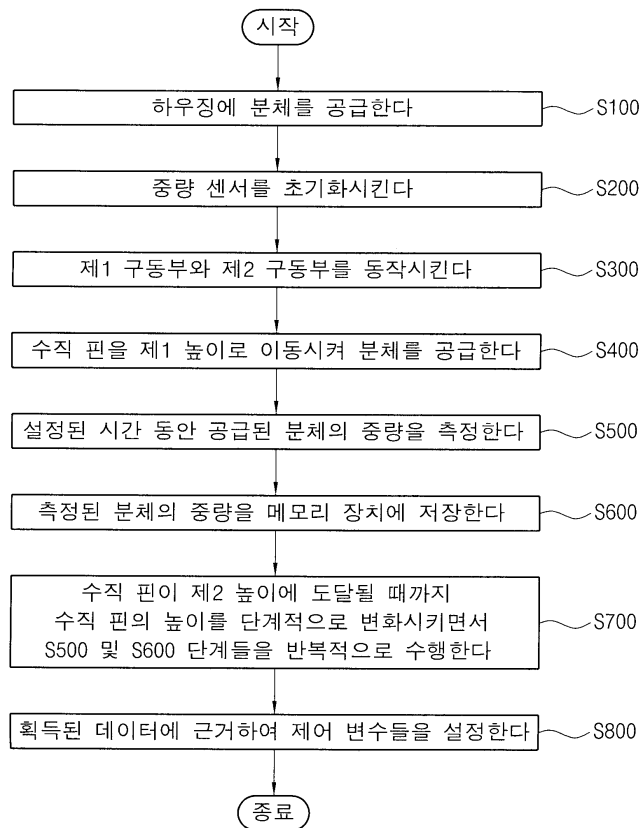 시작
하우징에 분체를 공급한다
S100
중량 센서를 초기화시킨다
S200
제1 구동부와 제2 구동부를 동작시킨다
S300
수직 핀을 제1 높이로 이동시켜 분체를 공급한다
S400
설정된 시간 동안 공급된 분체의 중량을 측정한다
S500
측정된 분체의 중량을 메모리 장치에 저장한다
S600
수직 핀이 제2 높이에 도달될 때까지
수직 핀의 높이를 단계적으로 변화시키면서
S500 및 S600 단계들을 반복적으로 수행한다
S700
획득된 데이터에 근거하여 제어 변수들을 설정한다
S800
종료